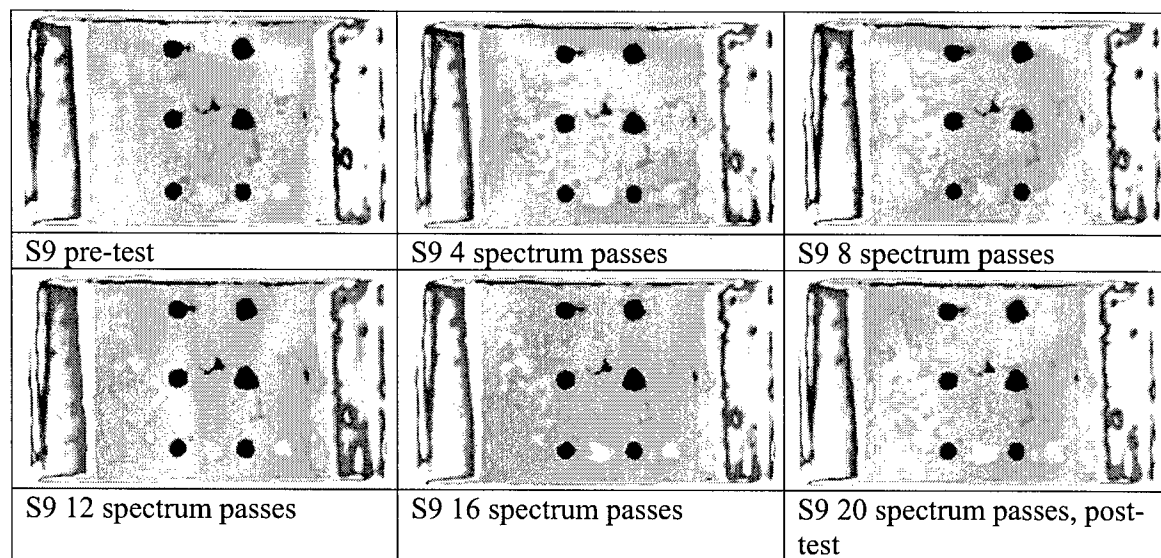 S9 pre-test
S9 4 spectrum passes
S9 8 spectrum passes
S9 12 spectrum passes
S9 16 spectrum passes
S9 20 spectrum passes, post-
test